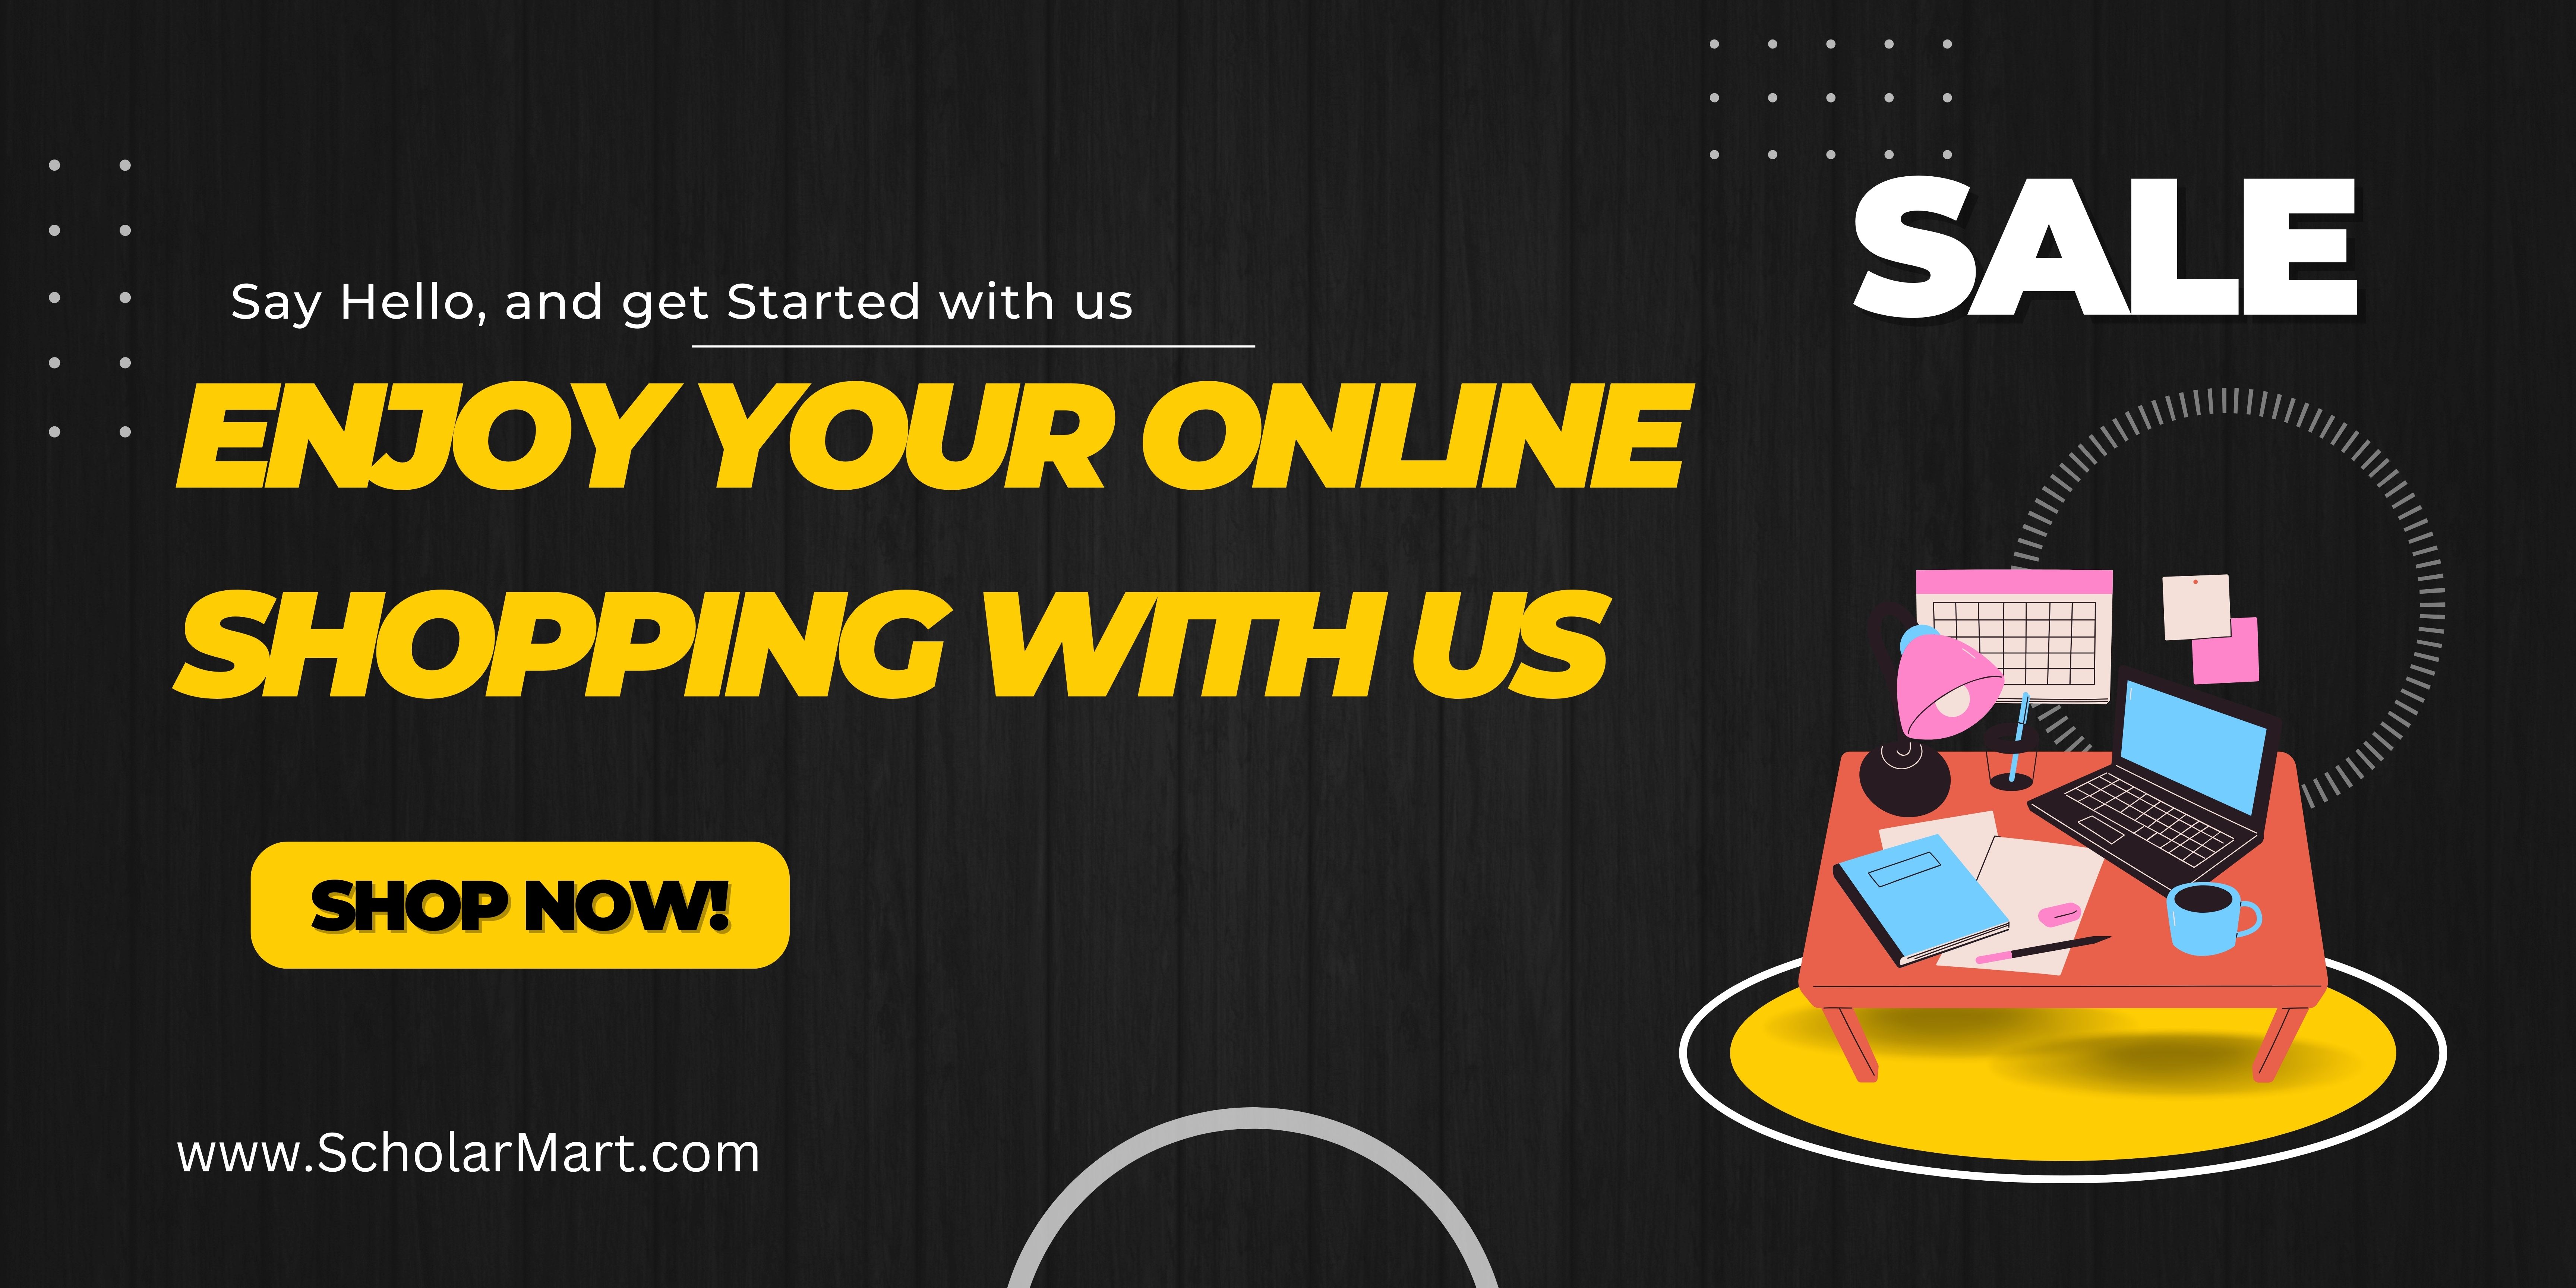 SALE
Say Hello, and get Started with us
ENJOY YOUR ONLINE
SHOPPING WITH US
SHOP NOW!
www.ScholarMart.com